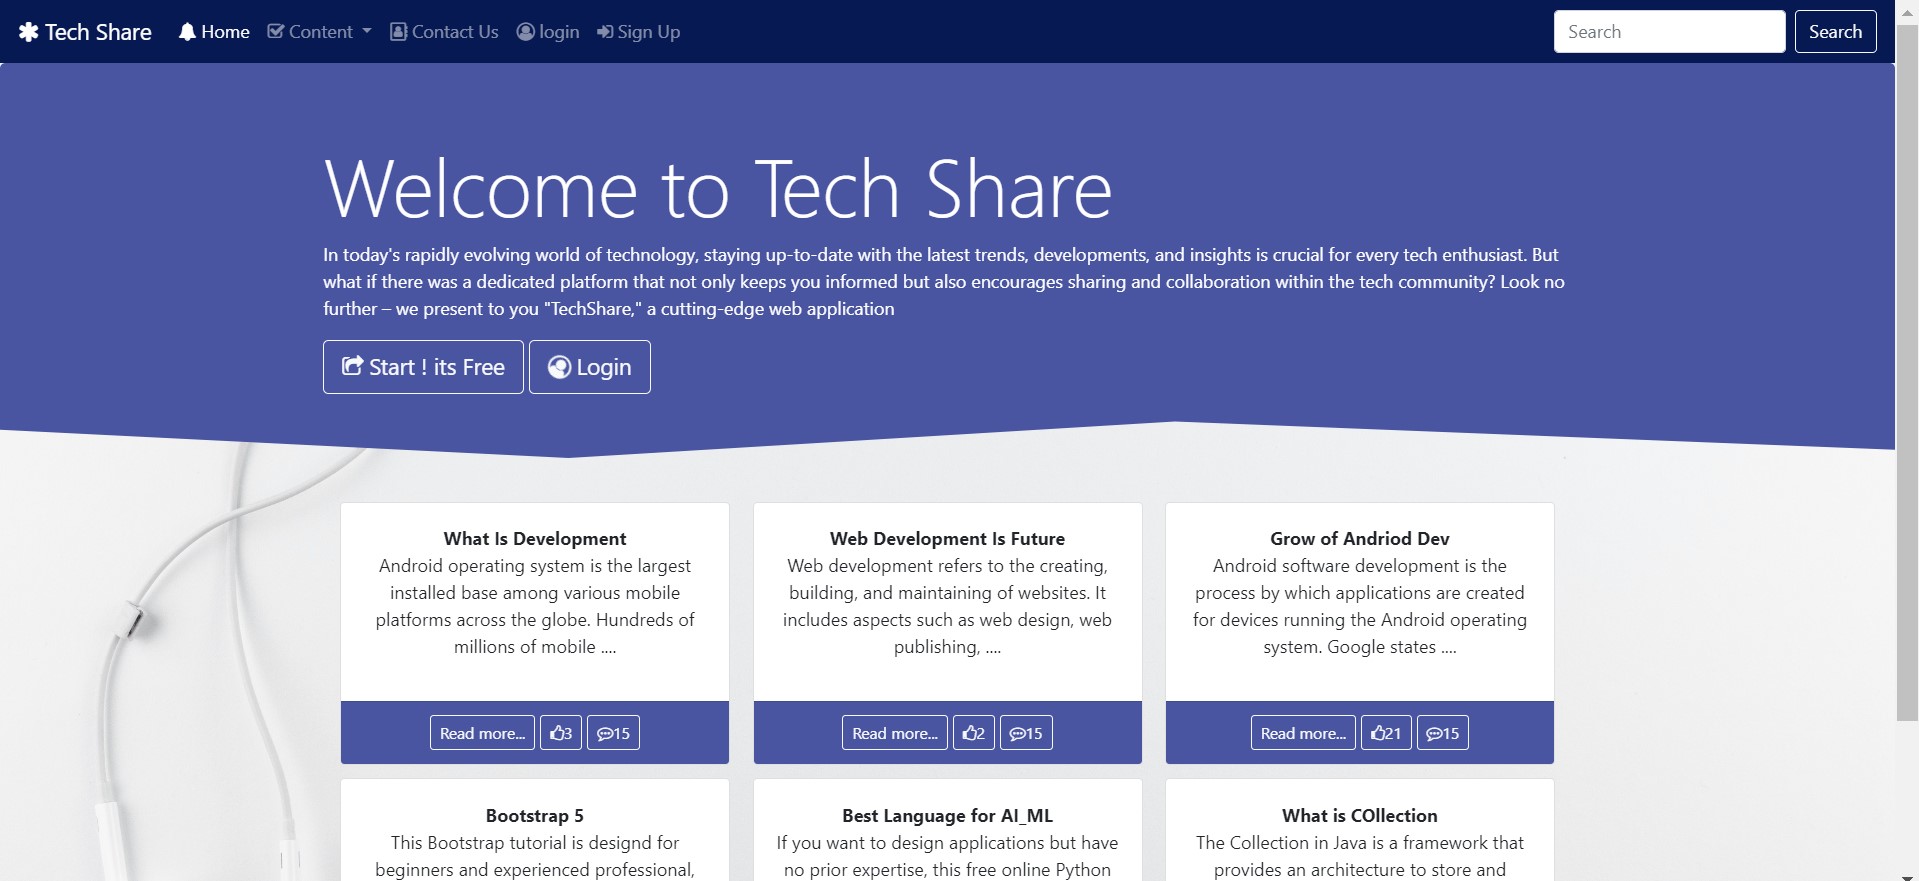 Tech Share Home Content Contact Us login Sign Up Search Search
Welcome to Tech Share
In today's rapidly evolving world of technology, staying up-to-date with the latest trends, developments, and insights is crucial for every tech enthusiast. But
what if there was a dedicated platform that not only keeps you informed but also encourages sharing and collaboration within the tech community? Look no
further – we present to you "TechShare," a cutting-edge web application
Start ! its Free Login
What Is Development
Android operating system is the largest
installed base among various mobile
platforms across the globe. Hundreds of
millions of mobile ....
Read more... 3 15
Web Development Is Future
Web development refers to the creating,
building, and maintaining of websites. It
includes aspects such as web design, web
publishing, ....
Read more... 2 15
Grow of Andriod Dev
Android software development is the
process by which applications are created
for devices running the Android operating
system. Google states ....
Read more... 21 15
Bootstrap 5
This Bootstrap tutorial is designd for
beginners and experienced professional,
Best Language for AI_ML
If you want to design applications but have
no prior expertise, this free online Python
What is COllection
The Collection in Java is a framework that
provides an architecture to store and